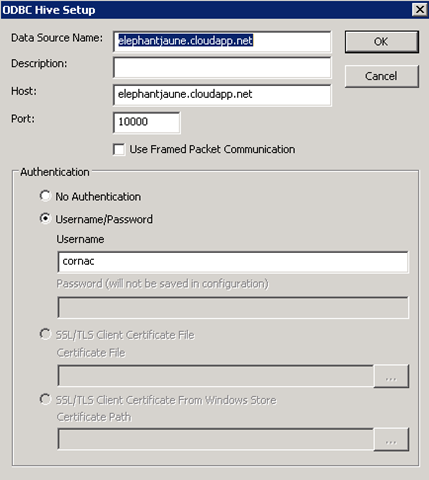 ODBC Hive Setup
Data Source Name: elephantjaune.cloudapp.net OK
Description: Cancel
Host: elephantjaune.cloudapp.net
Port: 10000
Use Framed Packet Communication
Authentication
No Authentication
Username/Password
Username
cornac
Password (will not be saved in configuration)
SSL/TLS Client Certificate File
Certificate File
...
SSL/TLS Client Certificate From Windows Store
Certificate Path
...